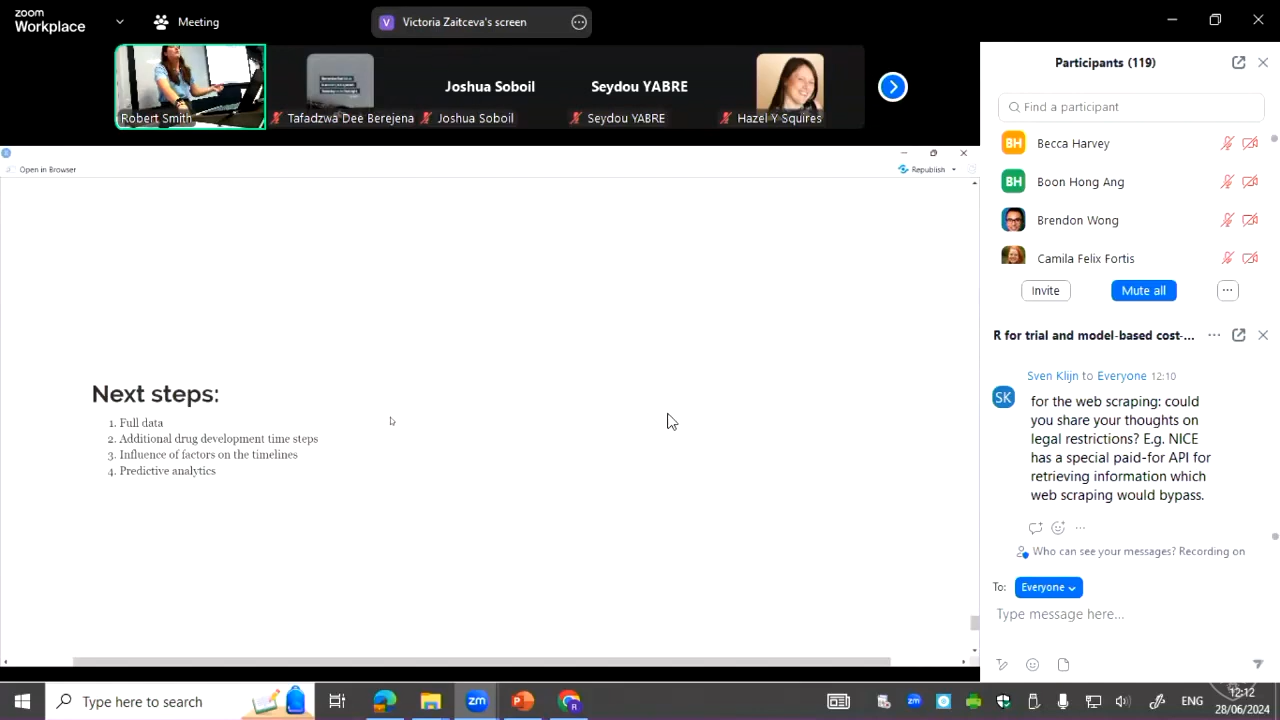 zoom
Workplace
Meeting
V Victoria Zaitceva's screen
Robert Smith
Tafadzwa Dee Berejena
Joshua Soboil
Joshua Soboil
Seydou YABRE
Seydou YABRE
Hazel Y Squires
Open in Browser
Republish
Next steps:
1. Full data
2. Additional drug development time steps
3. Influence of factors on the timelines
4. Predictive analytics
Participants (119)
Find a participant
BH Becca Harvey
BH Boon Hong Ang
Brendon Wong
Camila Felix Fortis
Invite
Mute all
R for trial and model-based cost-...
Sven Klijn to Everyone 12:10
SK
for the web scraping: could
you share your thoughts on
legal restrictions? E.g. NICE
has a special paid-for API for
retrieving information which
web scraping would bypass.
Who can see your messages? Recording on
To: Everyone
Type message here...
Type here to search
zm
ENG
12:12
28/06/2024